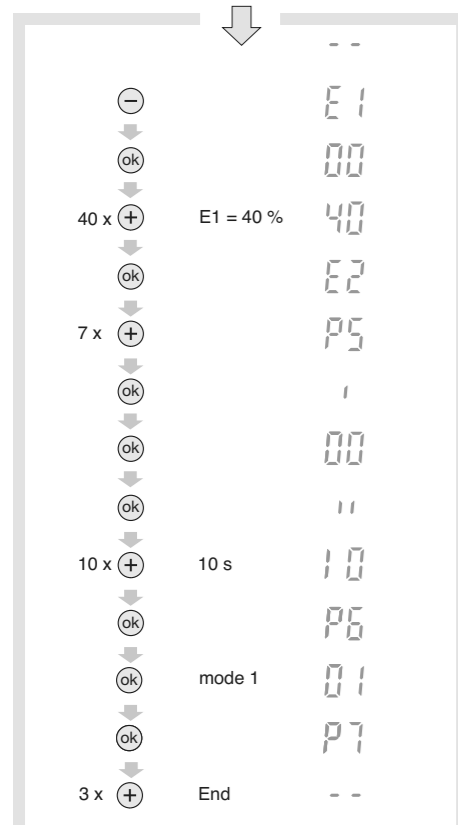 - -
− E1
ok 00
40 x + E1 = 40 % 40
ok E2
7 x + P5
ok '
ok 00
ok ''
10 x + 10 s 10
ok P6
ok mode 1 01
ok P7
3 x + End - -